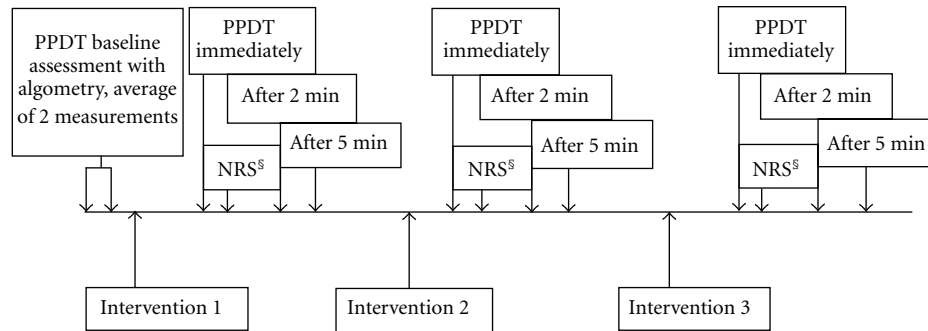 PPDT baseline
assessment with
algometry, average
of 2 measurements
PPDT
immediately
After 2 min
After 5 min
NRS§
PPDT
immediately
After 2 min
After 5 min
NRS§
PPDT
immediately
After 2 min
After 5 min
NRS§
Intervention 1
Intervention 2
Intervention 3